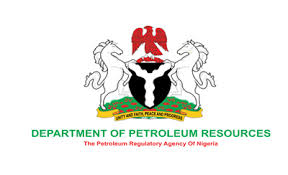 UNITY AND FAITH, PEACE AND PROGRESS
DEPARTMENT OF PETROLEUM RESOURCES
The Petroleum Regulatory Agency Of Nigeria